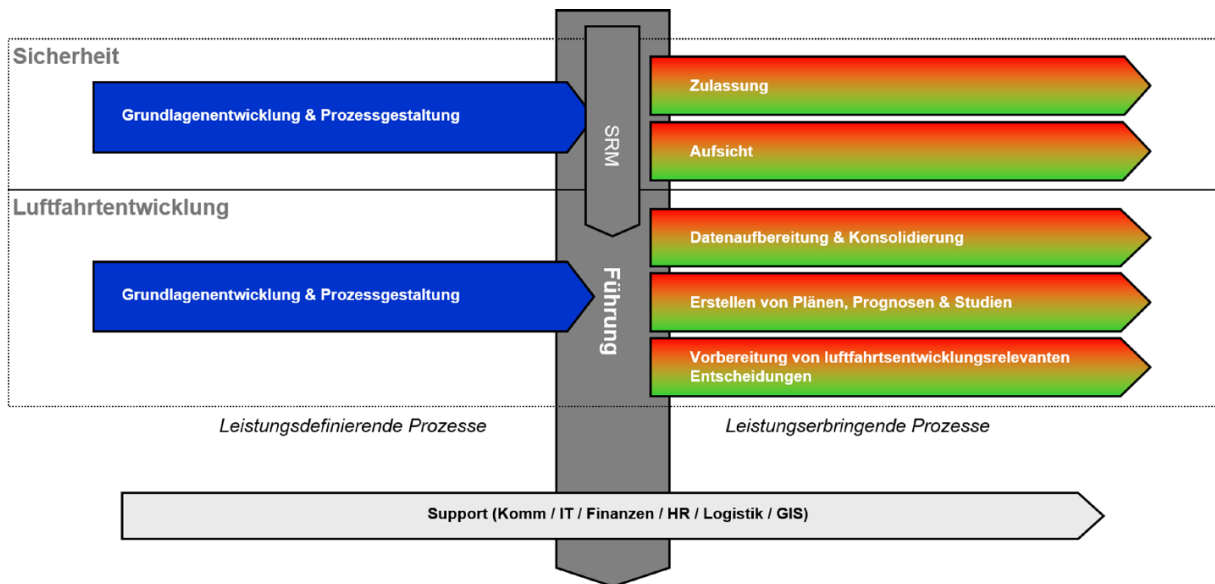 Sicherheit
Grundlagenentwicklung & Prozessgestaltung
SRM
Zulassung
Aufsicht
Luftfahrtentwicklung
Grundlagenentwicklung & Prozessgestaltung
Führung
Datenaufbereitung & Konsolidierung
Erstellen von Plänen, Prognosen & Studien
Vorbereitung von luftfahrtsentwicklungsrelevanten
Entscheidungen
Leistungsdefinierende Prozesse
Leistungserbringende Prozesse
Support (Komm / IT / Finanzen / HR / Logistik / GIS)